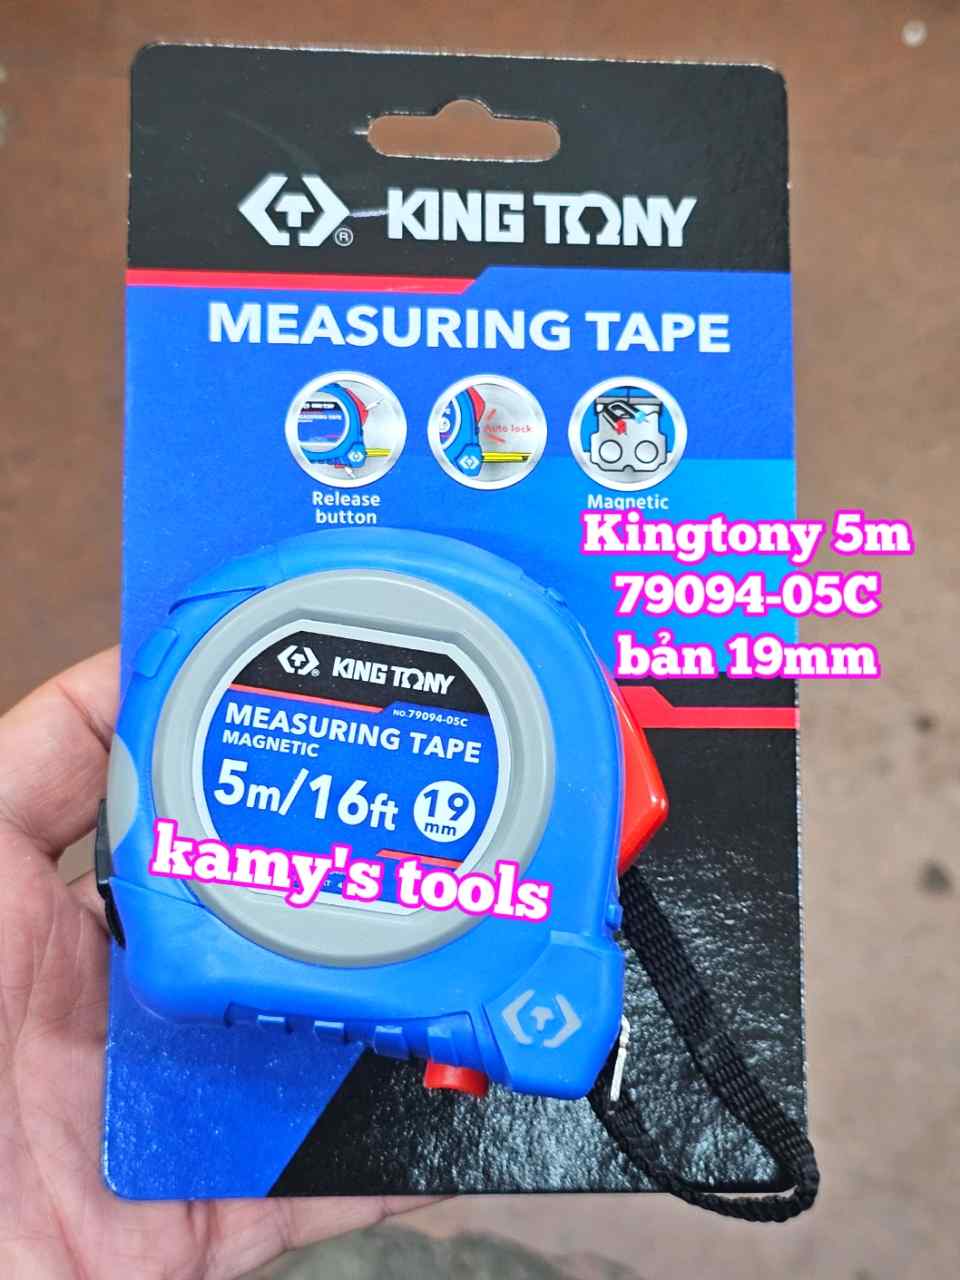 KING TONY
®
MEASURING TAPE
Auto lock
Release
button
Magnetic
Kingtony 5m
79094-05C
bản 19mm
KING TONY
®
NO.79094-05C
MEASURING TAPE
MAGNETIC
5m/16ft
19
mm
kamy's tools